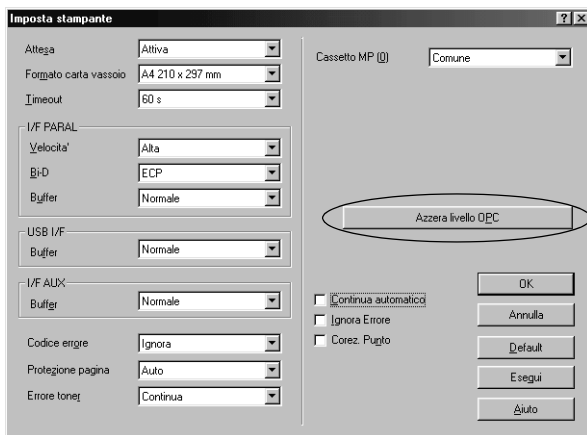 Imposta stampante
Attesa Attiva
Formato carta vassoio A4 210 x 297 mm
Timeout 60 s
I/F PARAL
Velocita' Alta
Bi-D ECP
Buffer Normale
USB I/F
Buffer Normale
I/F AUX
Buffer Normale
Codice errore Ignora
Protezione pagina Auto
Errore toner Continua
Cassetto MP (0) Comune
Azzera livello OPC
Continua automatico
Ignora Errore
Corez. Punto
OK
Annulla
Default
Esegui
Aiuto